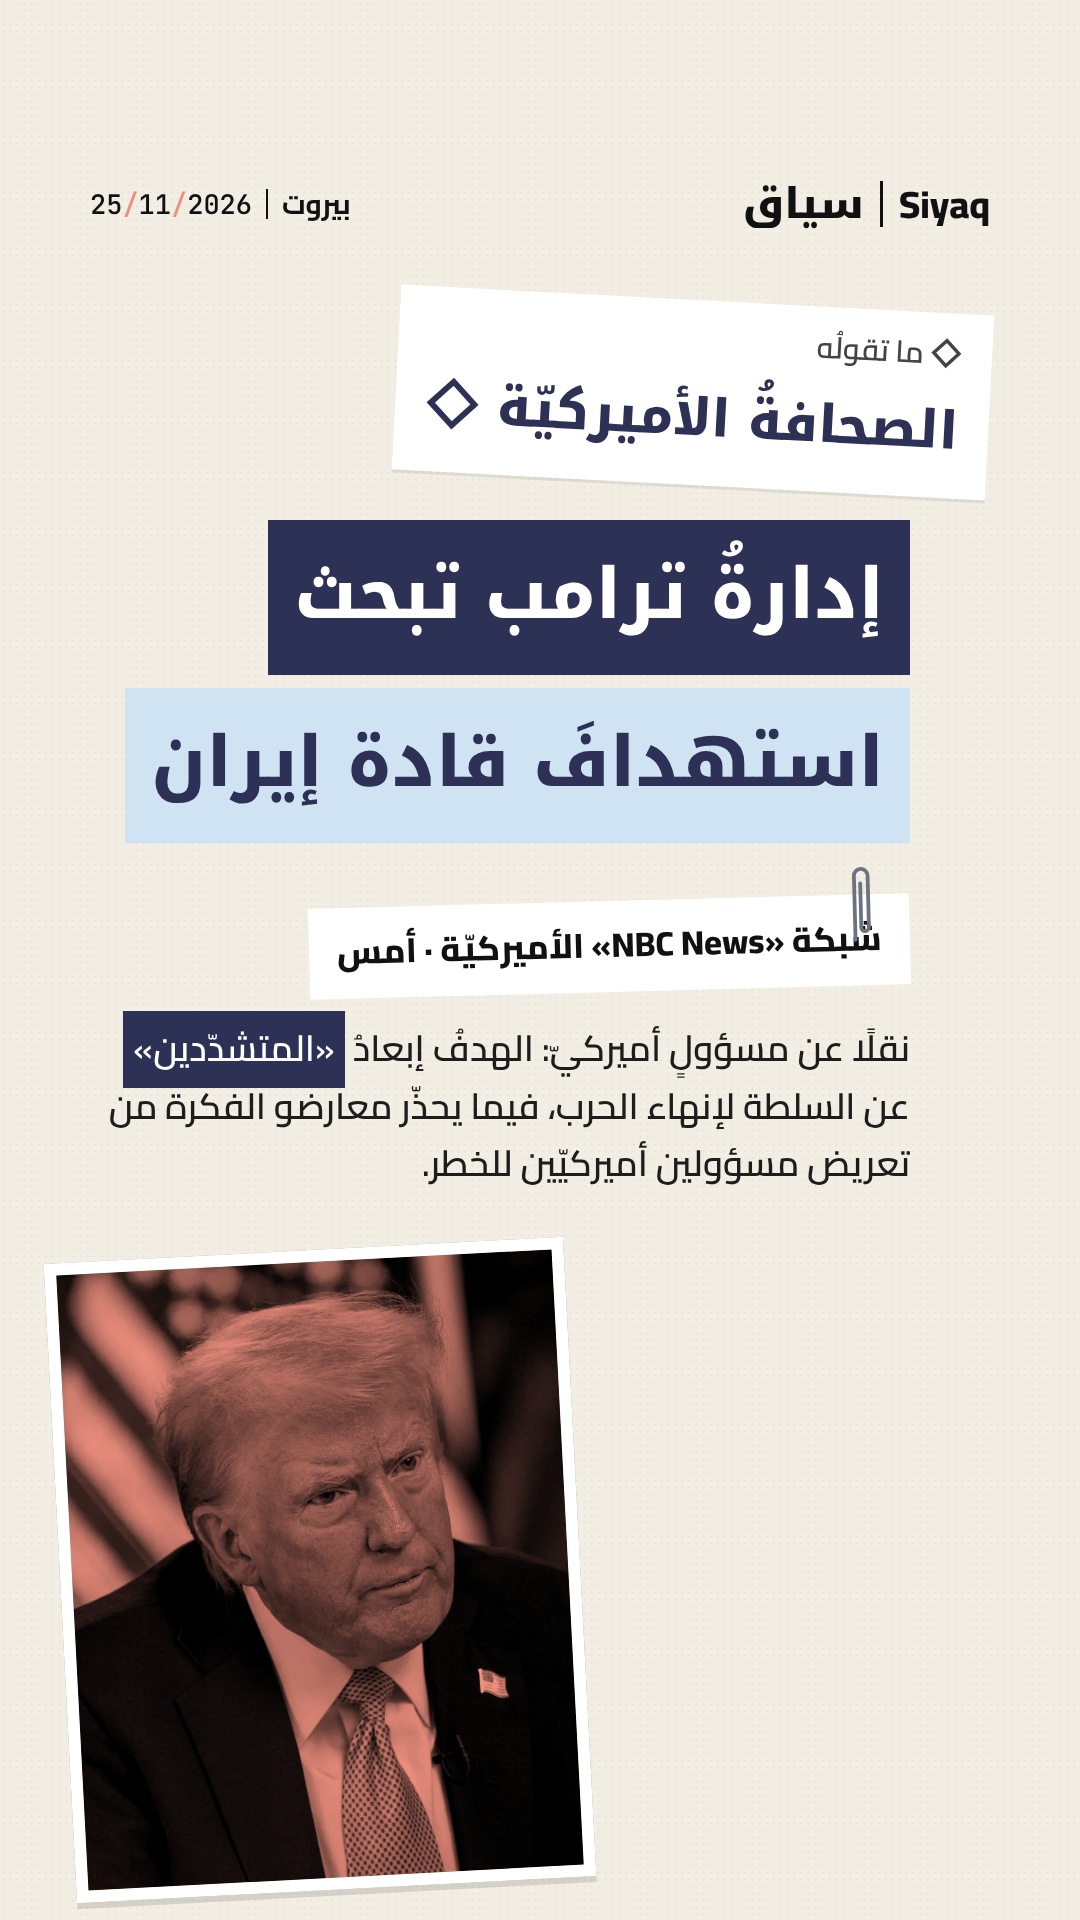 Siyaq | سياق
بيروت | 25/11/2026
ما تقولُه
الصحافةُ الأميركيّة
إدارةُ ترامب تبحث
استهدافَ قادة إيران
شبكة «NBC News» الأميركيّة · أمس
نقلًا عن مسؤولٍ أميركيّ: الهدفُ إبعادُ «المتشدّدين»
عن السلطة لإنهاء الحرب، فيما يحذّر معارضو الفكرة من
تعريض مسؤولين أميركيّين للخطر.